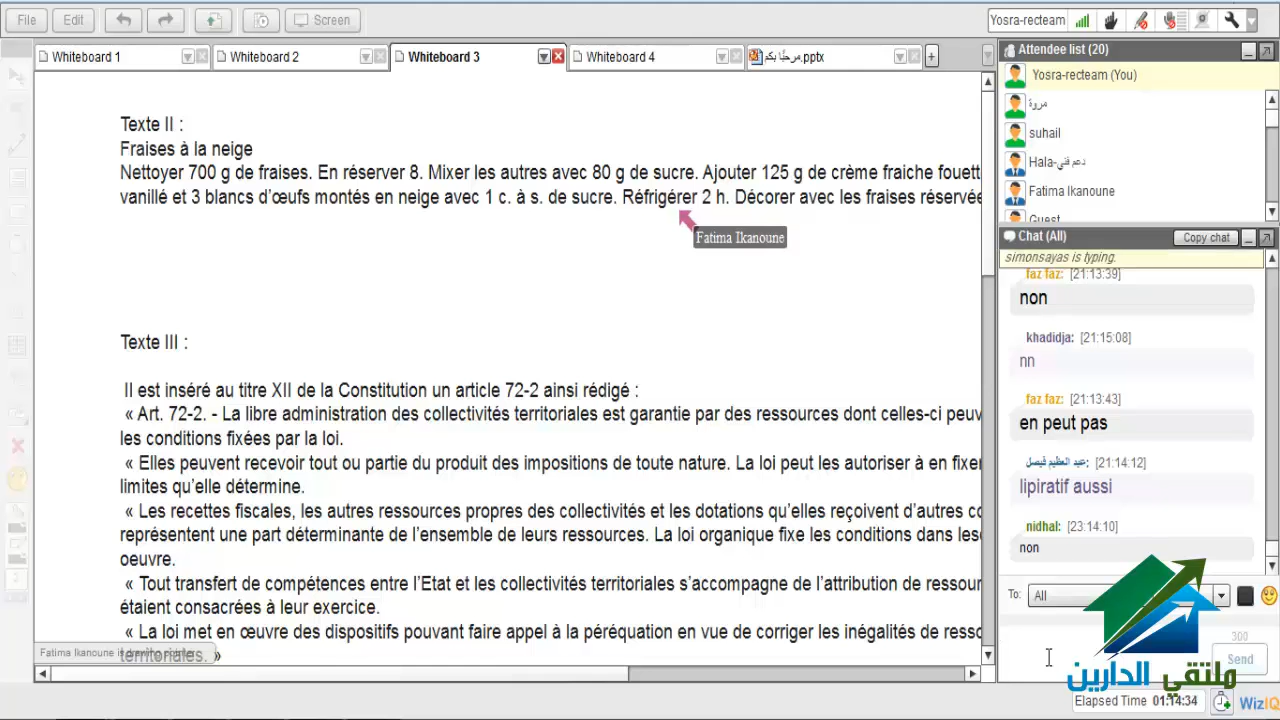 File
Edit
Screen
Yosra-recteam
Whiteboard 1
Whiteboard 2
Whiteboard 3
Whiteboard 4
مرحبًا بكم.pptx
Attendee list (20)
Yosra-recteam (You)
مروة
suhail
Hala-دعم فني
Fatima Ikanoune
Guest
Texte II :
Fraises à la neige
Nettoyer 700 g de fraises. En réserver 8. Mixer les autres avec 80 g de sucre. Ajouter 125 g de crème fraiche fouett
vanillé et 3 blancs d’œufs montés en neige avec 1 c. à s. de sucre. Réfrigérer 2 h. Décorer avec les fraises réservée
Fatima Ikanoune
Texte III :
Il est inséré au titre XII de la Constitution un article 72-2 ainsi rédigé :
« Art. 72-2. - La libre administration des collectivités territoriales est garantie par des ressources dont celles-ci peuv
les conditions fixées par la loi.
« Elles peuvent recevoir tout ou partie du produit des impositions de toute nature. La loi peut les autoriser à en fixer
limites qu’elle détermine.
« Les recettes fiscales, les autres ressources propres des collectivités et les dotations qu’elles reçoivent d’autres co
représentent une part déterminante de l’ensemble de leurs ressources. La loi organique fixe les conditions dans les
oeuvre.
« Tout transfert de compétences entre l’Etat et les collectivités territoriales s’accompagne de l’attribution de ressour
étaient consacrées à leur exercice.
« La loi met en œuvre des dispositifs pouvant faire appel à la péréquation en vue de corriger les inégalités de resso
territoriales. »
Fatima Ikanoune is drawing pointer
Chat (All)
Copy chat
simonsayas is typing.
faz faz: [21:13:39]
non
khadidja: [21:15:08]
nn
faz faz: [21:13:43]
en peut pas
عبد العظيم فيصل: [21:14:12]
lipiratif aussi
nidhal: [23:14:10]
non
To:
All
300
Send
ملتقي الدارين
Elapsed Time 01:14:34
WizIQ